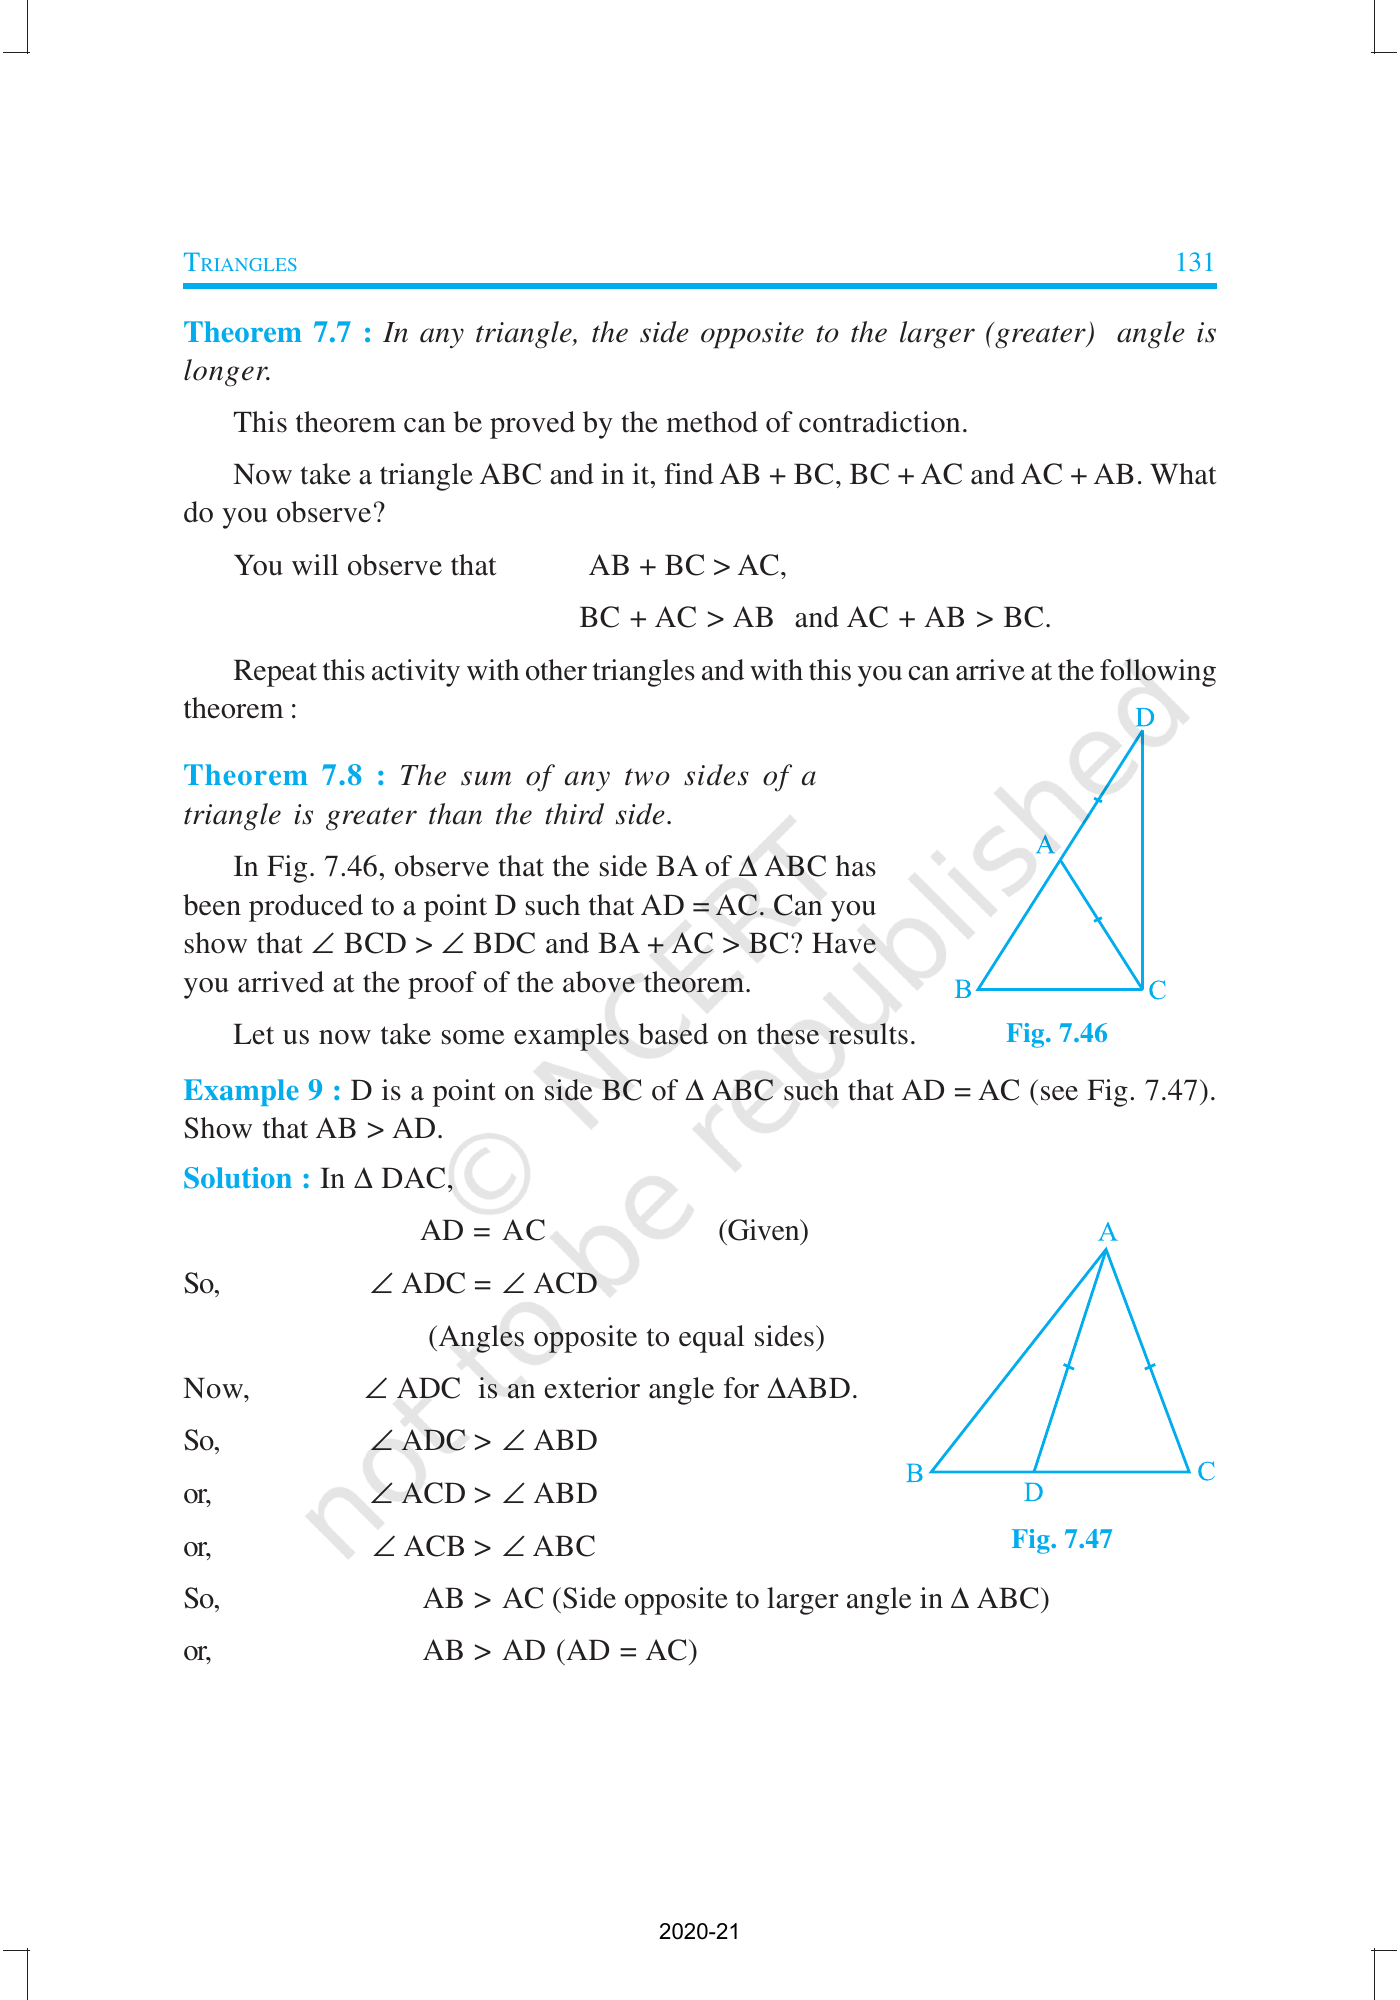 TRIANGLES 131
Theorem 7.7 : In any triangle, the side opposite to the larger (greater) angle is
longer.
This theorem can be proved by the method of contradiction.
Now take a triangle ABC and in it, find AB + BC, BC + AC and AC + AB. What
do you observe?
You will observe that AB + BC > AC,
BC + AC > AB and AC + AB > BC.
Repeat this activity with other triangles and with this you can arrive at the following
theorem :
Theorem 7.8 : The sum of any two sides of a
triangle is greater than the third side.
In Fig. 7.46, observe that the side BA of Δ ABC has
been produced to a point D such that AD = AC. Can you
show that ∠ BCD > ∠ BDC and BA + AC > BC? Have
you arrived at the proof of the above theorem.
D
A
B
C
Fig. 7.46
Let us now take some examples based on these results.
Example 9 : D is a point on side BC of Δ ABC such that AD = AC (see Fig. 7.47).
Show that AB > AD.
Solution : In Δ DAC,
AD = AC (Given)
So, ∠ ADC = ∠ ACD
(Angles opposite to equal sides)
Now, ∠ ADC is an exterior angle for ΔABD.
So, ∠ ADC > ∠ ABD
or, ∠ ACD > ∠ ABD
or, ∠ ACB > ∠ ABC
So, AB > AC (Side opposite to larger angle in Δ ABC)
or, AB > AD (AD = AC)
A
B
D
C
Fig. 7.47
© NCERT
not to be republished
2020-21